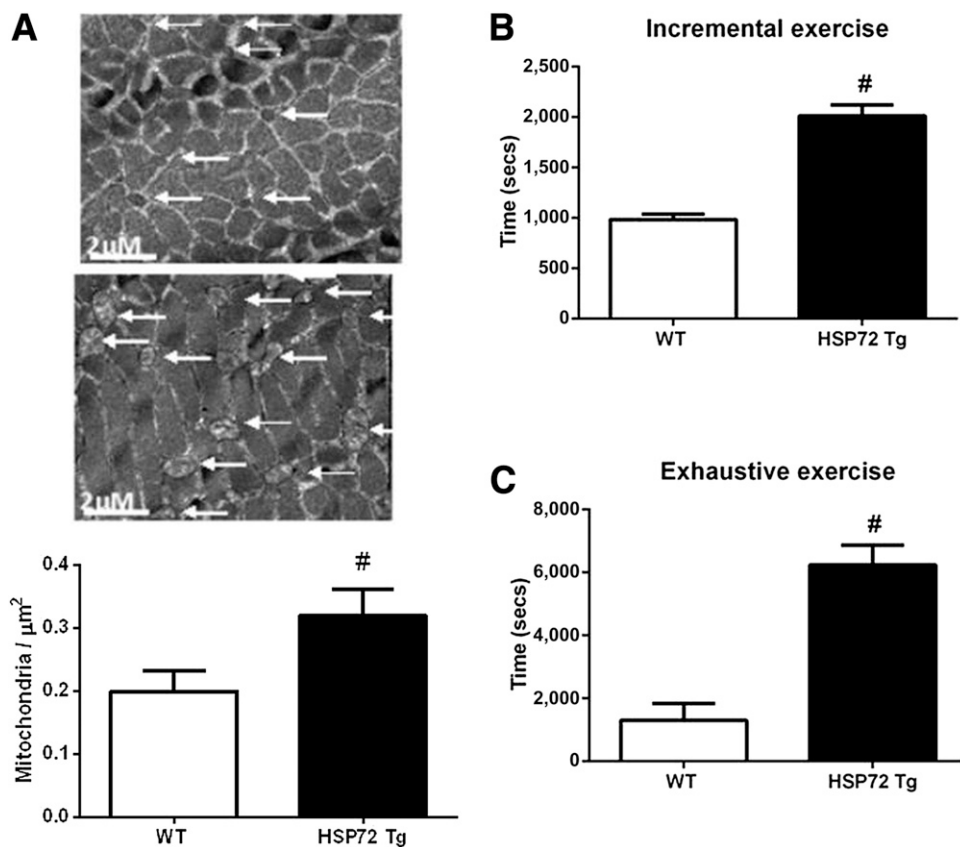 A
2μM
2μM
Mitochondria / μm²
0.4
0.3
0.2
0.1
0.0
#
WT
HSP72 Tg
B
Incremental exercise
Time (secs)
2,500
2,000
1,500
1,000
500
0
#
WT
HSP72 Tg
C
Exhaustive exercise
Time (secs)
8,000
6,000
4,000
2,000
0
#
WT
HSP72 Tg